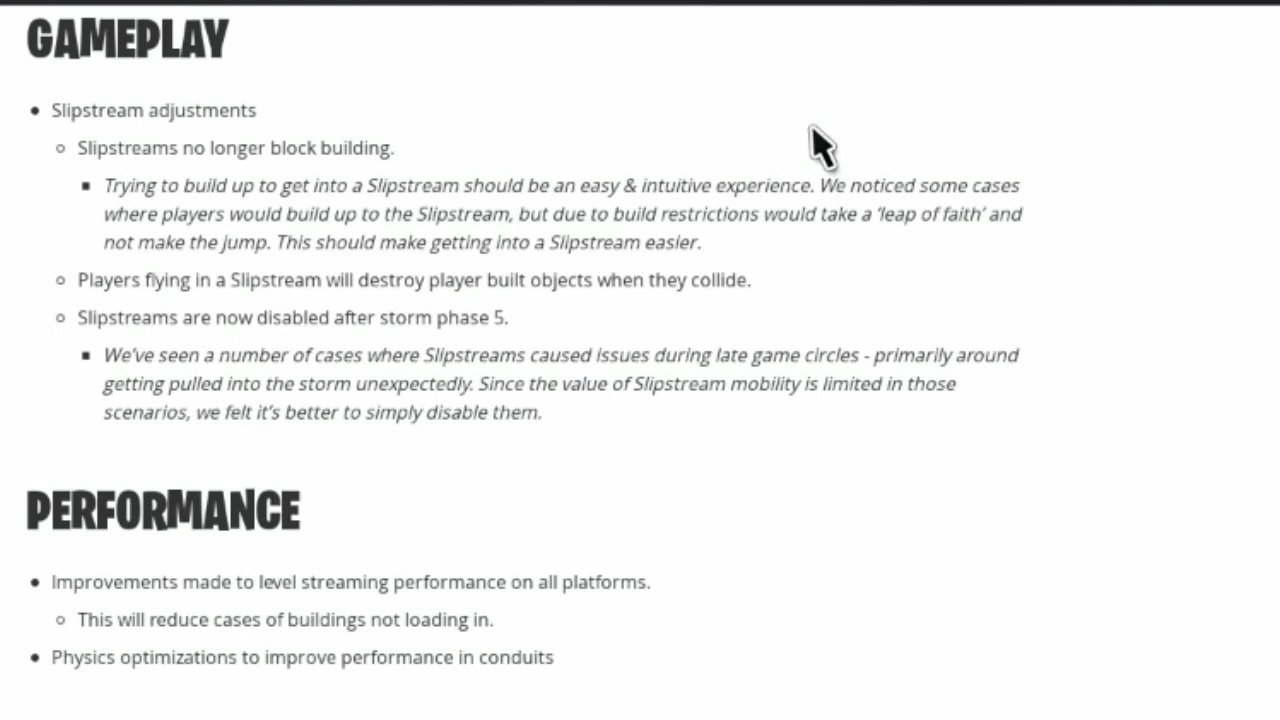 GAMEPLAY
• Slipstream adjustments
○ Slipstreams no longer block building.
▪ Trying to build up to get into a Slipstream should be an easy & intuitive experience. We noticed some cases
where players would build up to the Slipstream, but due to build restrictions would take a ‘leap of faith’ and
not make the jump. This should make getting into a Slipstream easier.
○ Players flying in a Slipstream will destroy player built objects when they collide.
○ Slipstreams are now disabled after storm phase 5.
▪ We’ve seen a number of cases where Slipstreams caused issues during late game circles - primarily around
getting pulled into the storm unexpectedly. Since the value of Slipstream mobility is limited in those
scenarios, we felt it’s better to simply disable them.
PERFORMANCE
• Improvements made to level streaming performance on all platforms.
○ This will reduce cases of buildings not loading in.
• Physics optimizations to improve performance in conduits